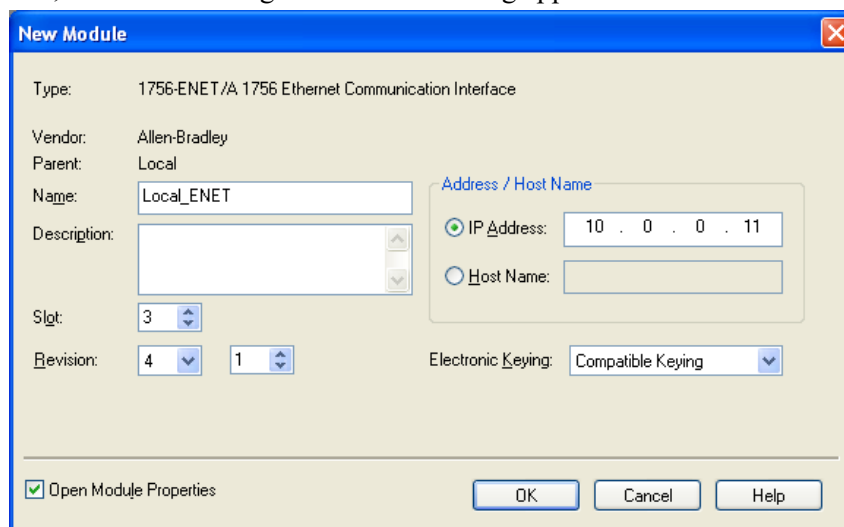 New Module
Type: 1756-ENET/A 1756 Ethernet Communication Interface
Vendor: Allen-Bradley
Parent: Local
Name: Local_ENET
Description:
Slot: 3
Revision: 4 1
Address / Host Name
IP Address: 10 . 0 . 0 . 11
Host Name:
Electronic Keying: Compatible Keying
Open Module Properties
OK Cancel Help